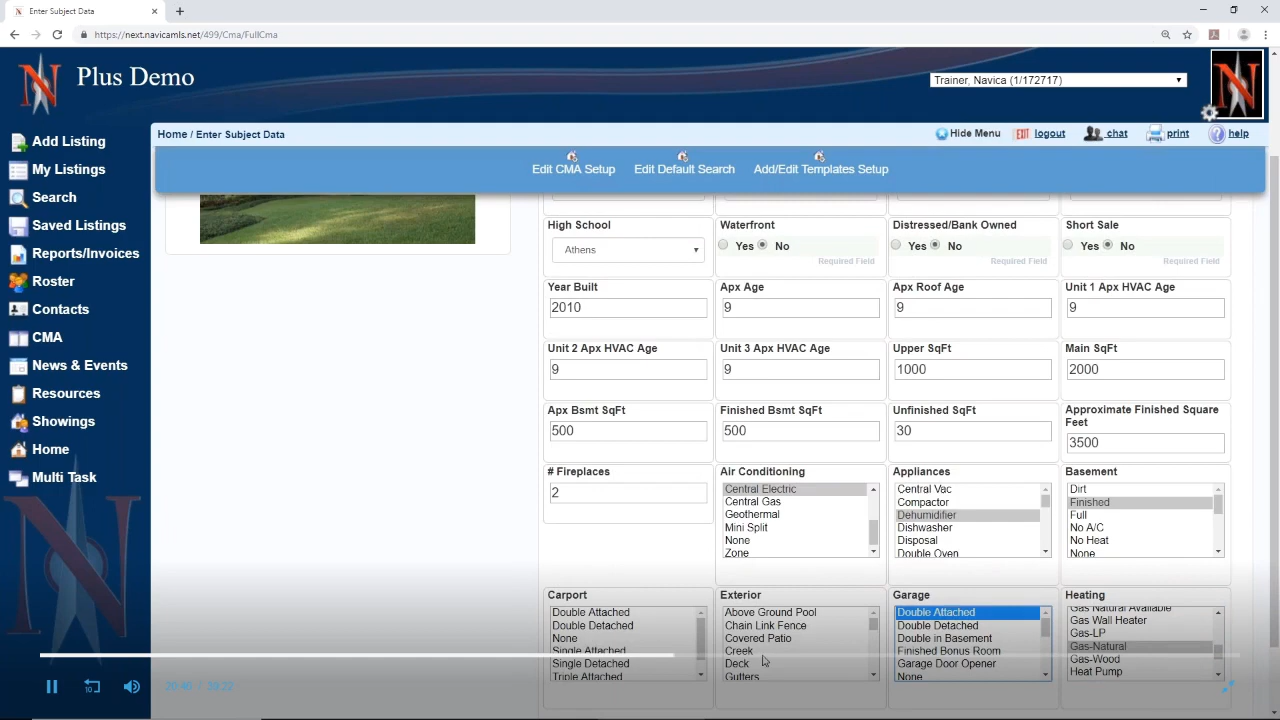 Enter Subject Data
https://next.navicamls.net/499/Cma/FullCma
N
Plus Demo
Trainer, Navica (1/172717)
N
Home / Enter Subject Data
Hide Menu
EXIT logout
chat
print
help
Edit CMA Setup
Edit Default Search
Add/Edit Templates Setup
Add Listing
My Listings
Search
Saved Listings
Reports/Invoices
Roster
Contacts
CMA
News & Events
Resources
Showings
Home
Multi Task
High School
Athens
Waterfront
Yes No
Required Field
Distressed/Bank Owned
Yes No
Required Field
Short Sale
Yes No
Required Field
Year Built
2010
Apx Age
9
Apx Roof Age
9
Unit 1 Apx HVAC Age
9
Unit 2 Apx HVAC Age
9
Unit 3 Apx HVAC Age
9
Upper SqFt
1000
Main SqFt
2000
Apx Bsmt SqFt
500
Finished Bsmt SqFt
500
Unfinished SqFt
30
Approximate Finished Square
Feet
3500
# Fireplaces
2
Air Conditioning
Central Electric
Central Gas
Geothermal
Mini Split
None
Zone
Appliances
Central Vac
Compactor
Dehumidifier
Dishwasher
Disposal
Double Oven
Basement
Dirt
Finished
Full
No A/C
No Heat
None
Carport
Double Attached
Double Detached
None
Single Attached
Single Detached
Triple Attached
Exterior
Above Ground Pool
Chain Link Fence
Covered Patio
Creek
Deck
Gutters
Garage
Double Attached
Double Detached
Double in Basement
Finished Bonus Room
Garage Door Opener
None
Heating
Gas Natural Available
Gas Wall Heater
Gas-LP
Gas-Natural
Gas-Wood
Heat Pump
10